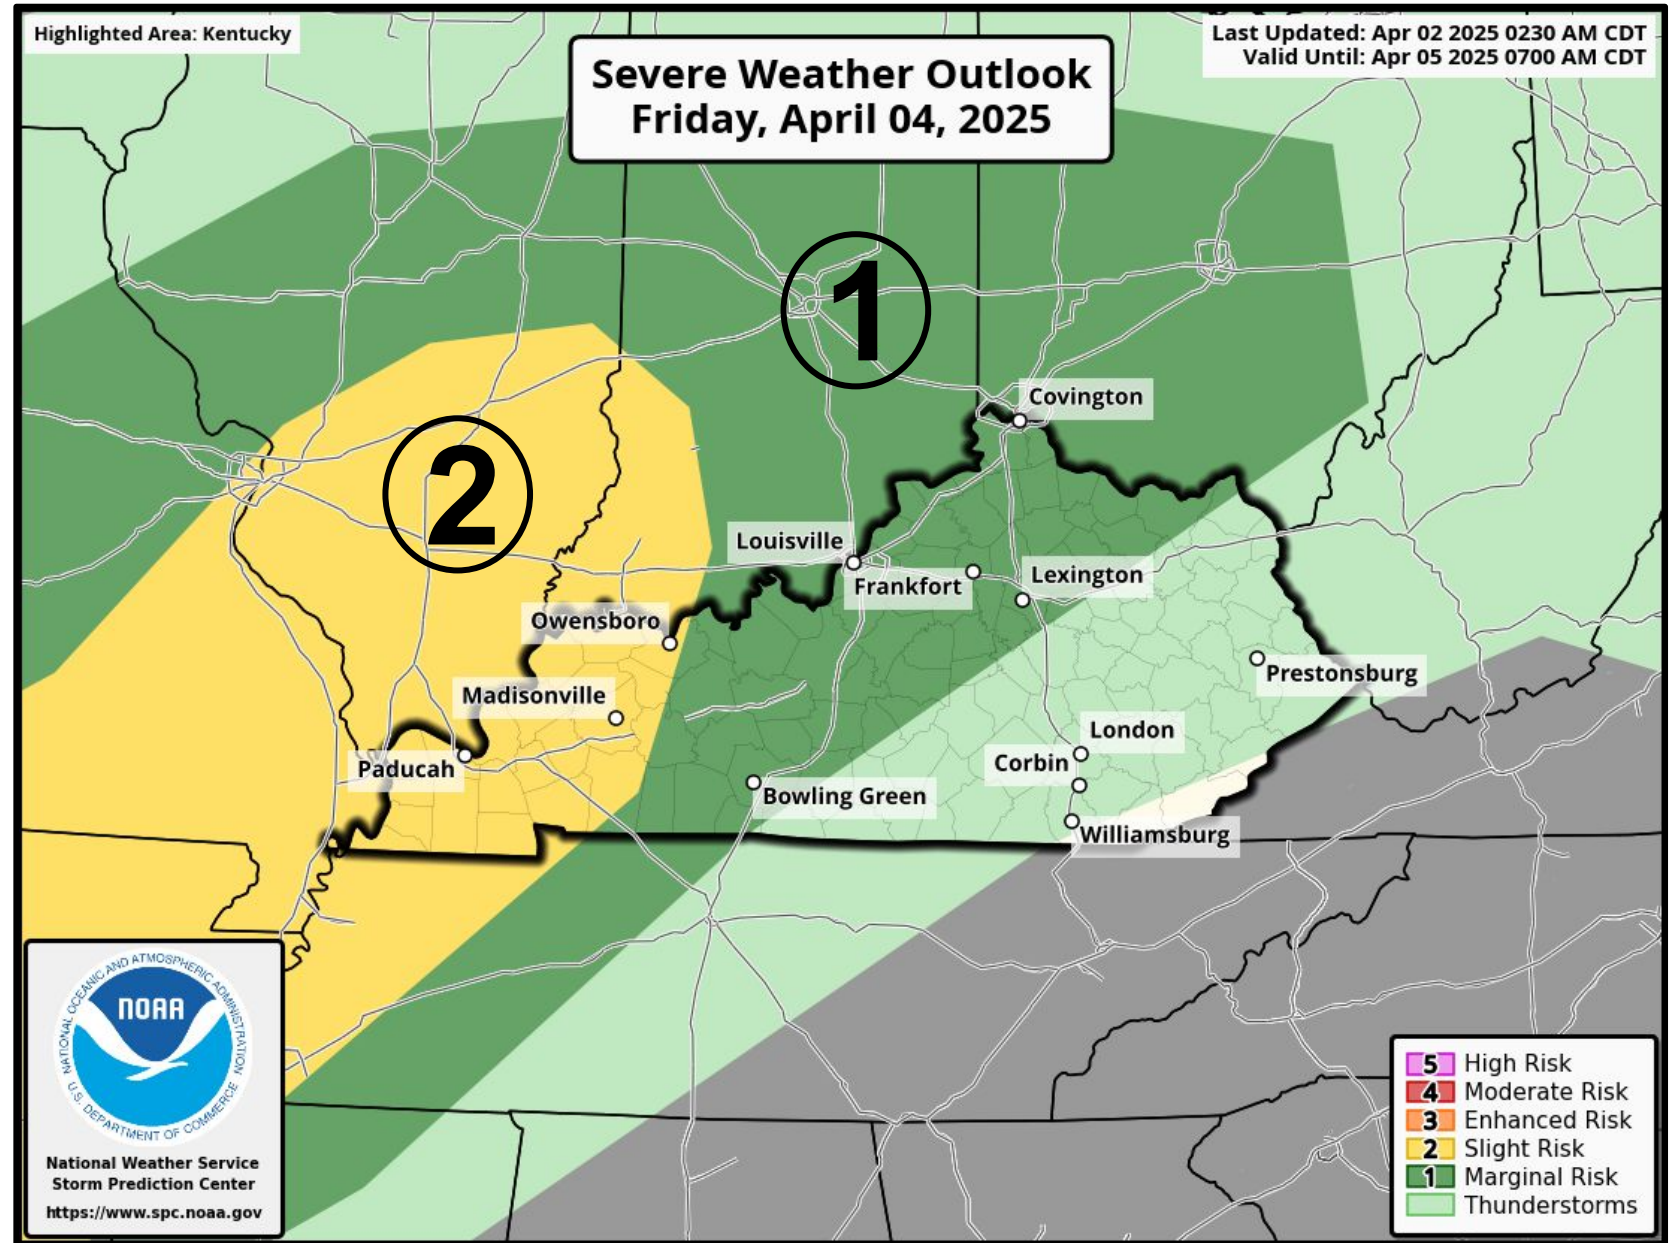 Highlighted Area: Kentucky
Severe Weather Outlook
Friday, April 04, 2025
Last Updated: Apr 02 2025 0230 AM CDT
Valid Until: Apr 05 2025 0700 AM CDT
1
2
Covington
Louisville
Frankfort
Lexington
Owensboro
Prestonsburg
Madisonville
London
Corbin
Paducah
Bowling Green
Williamsburg
NATIONAL OCEANIC AND ATMOSPHERIC ADMINISTRATION
NOAA
U.S. DEPARTMENT OF COMMERCE
National Weather Service
Storm Prediction Center
https://www.spc.noaa.gov
5 High Risk
4 Moderate Risk
3 Enhanced Risk
2 Slight Risk
1 Marginal Risk
Thunderstorms